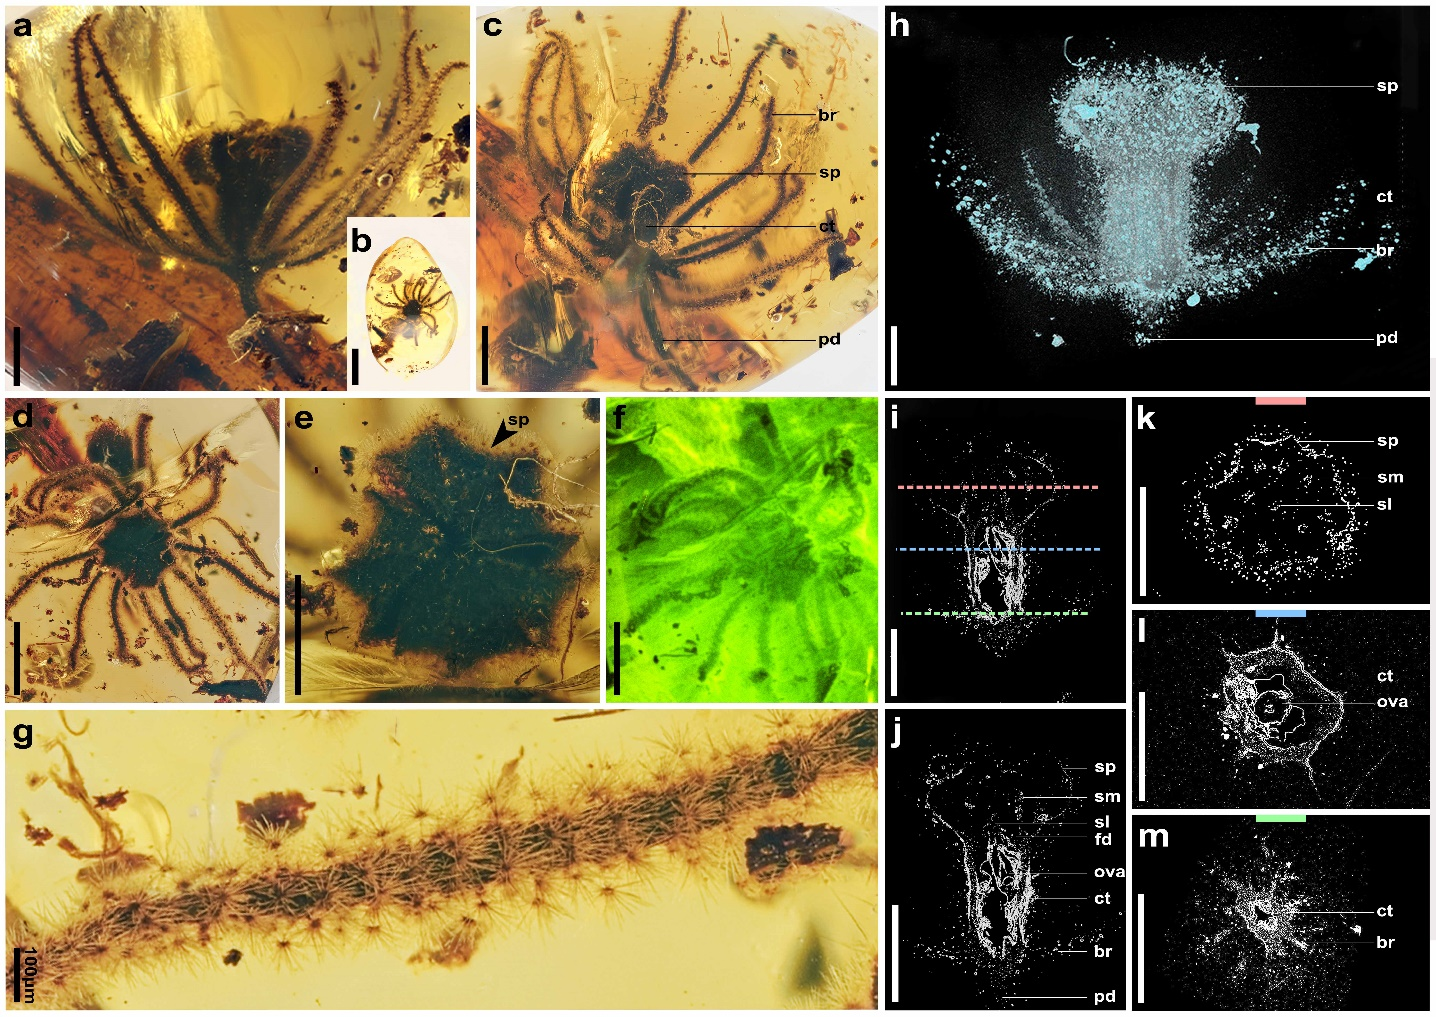 a
b
c
br
sp
ct
pd
h
sp
ct
br
pd
d
e
sp
f
i
k
sp
sm
sl
l
ct
ova
g
100μm
j
sp
sm
sl
fd
ova
ct
br
pd
m
ct
br